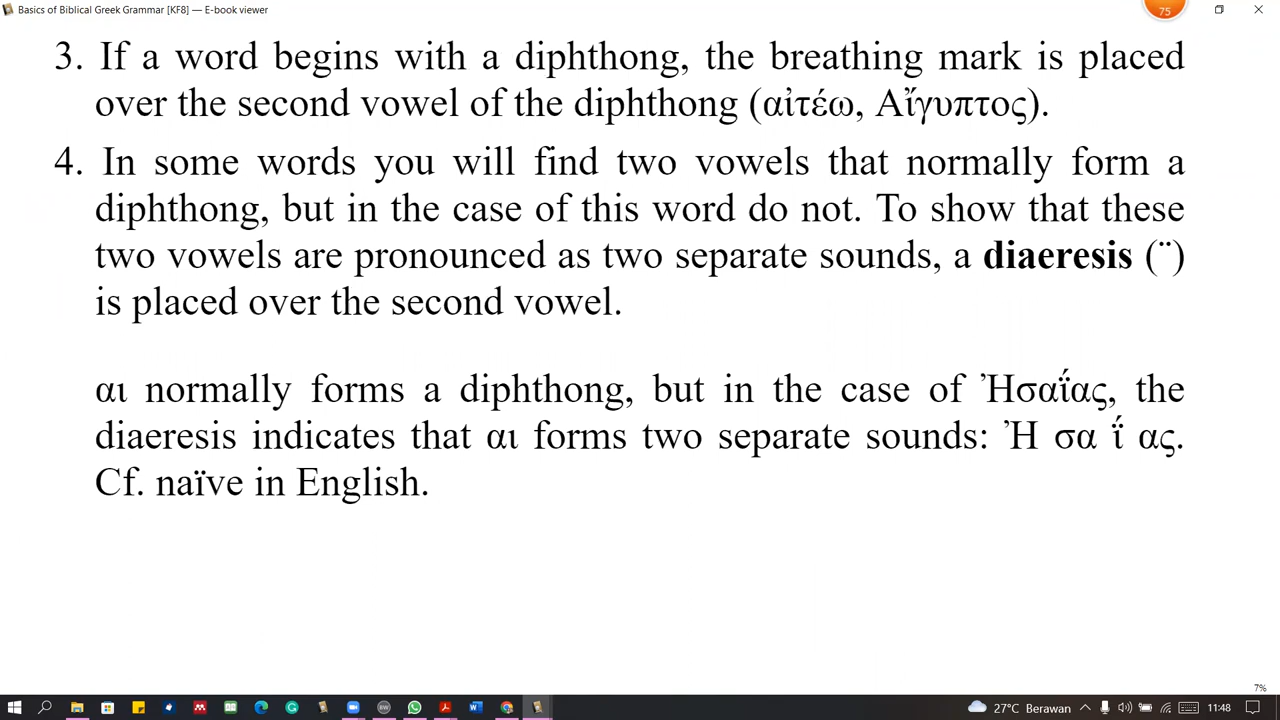 Basics of Biblical Greek Grammar [KF8] — E-book viewer
75
3. If a word begins with a diphthong, the breathing mark is placed
over the second vowel of the diphthong (αἰτέω, Αἴγυπτος).
4. In some words you will find two vowels that normally form a
diphthong, but in the case of this word do not. To show that these
two vowels are pronounced as two separate sounds, a diaeresis (¨)
is placed over the second vowel.
αι normally forms a diphthong, but in the case of Ἠσαΐας, the
diaeresis indicates that αι forms two separate sounds: Ἠ σα ΐ ας.
Cf. naïve in English.
7%
27°C Berawan 11:48